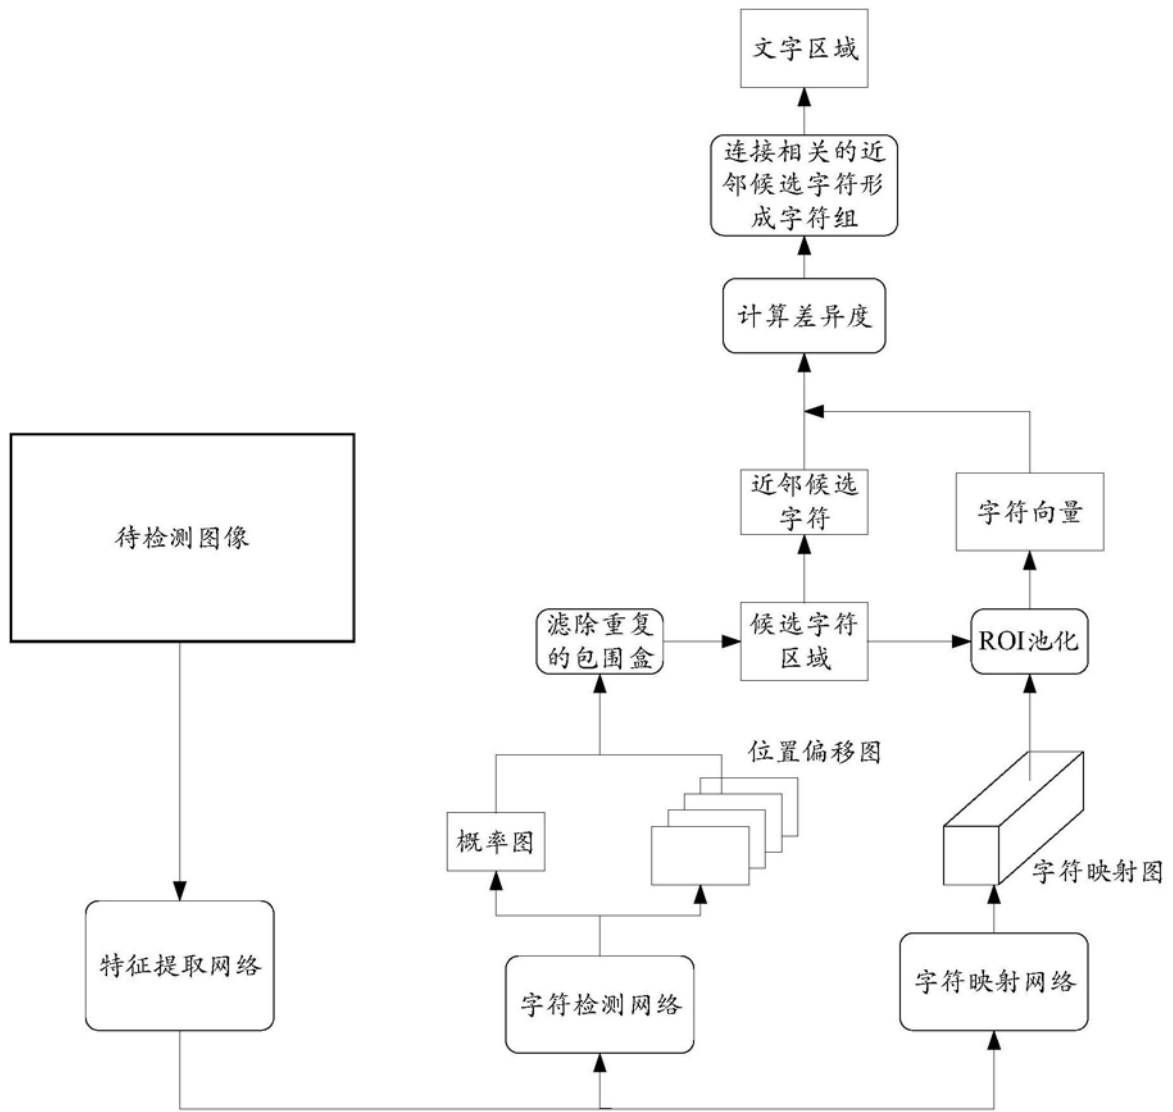 文字区域
连接相关的近
邻候选字符形
成字符组
计算差异度
近邻候选
字符
字符向量
待检测图像
滤除重复
的包围盒
候选字符
区域
ROI池化
位置偏移图
概率图
字符映射图
特征提取网络
字符检测网络
字符映射网络